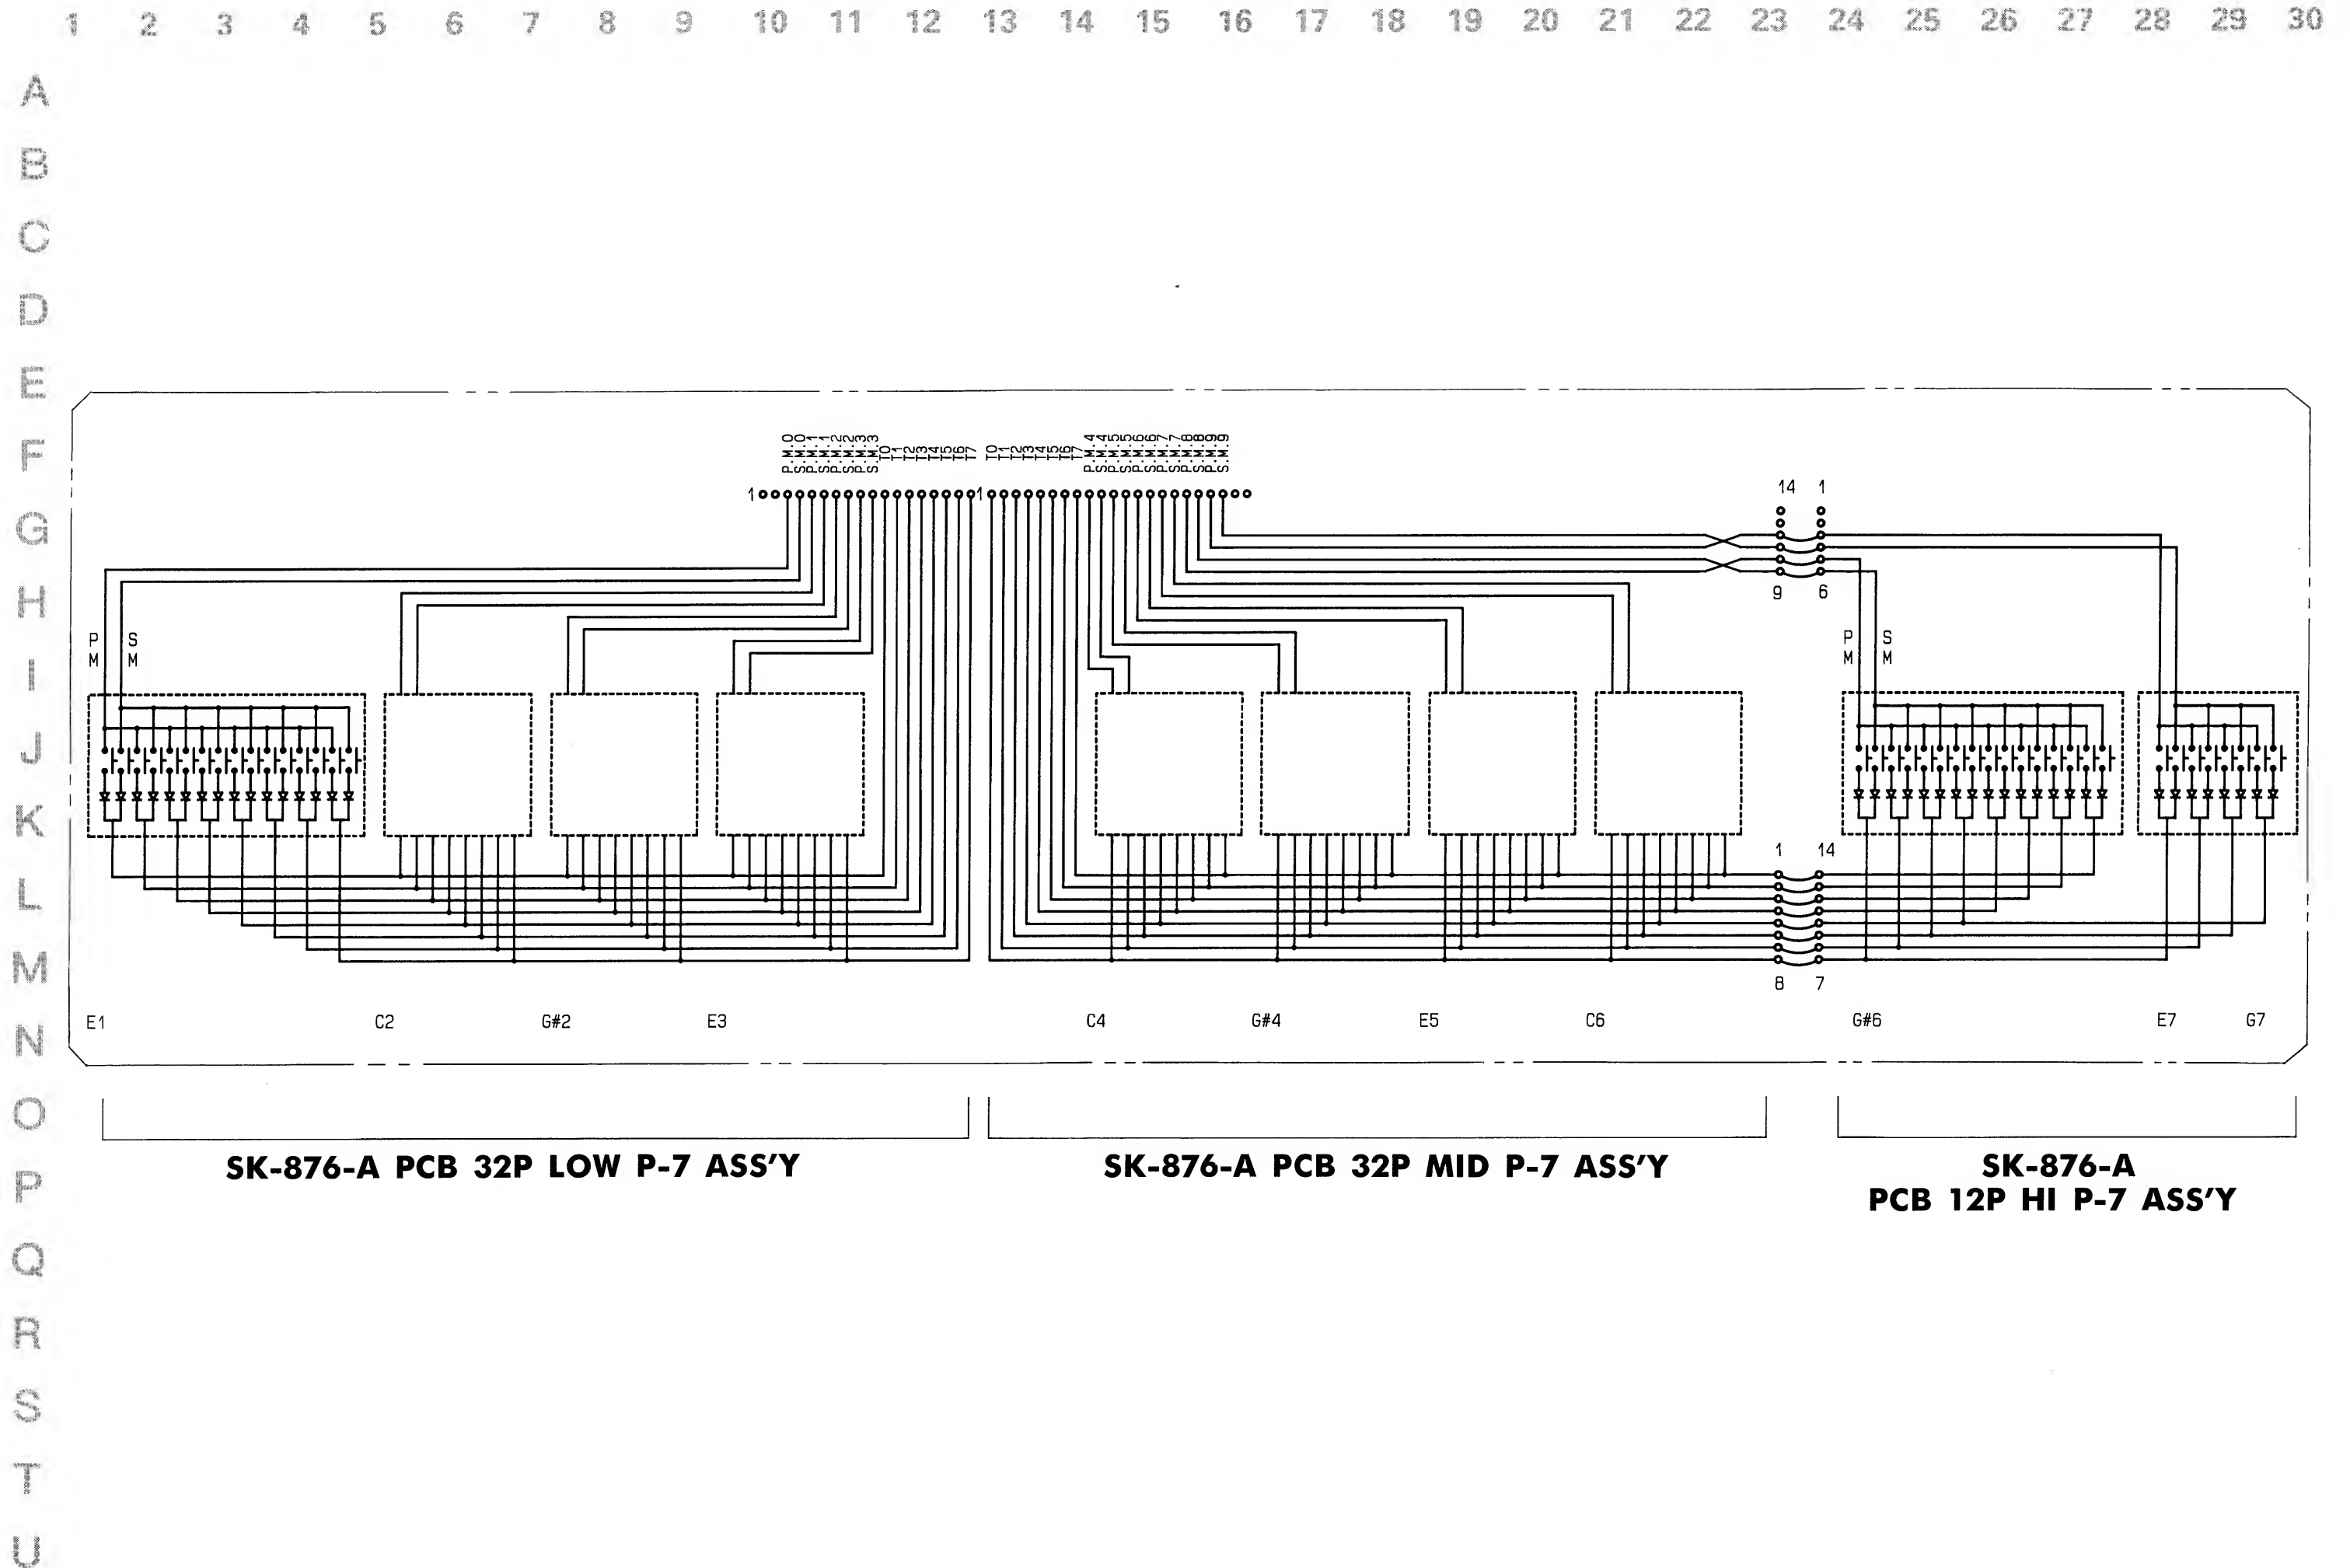 1 2 3 4 5 6 7 8 9 10 11 12 13 14 15 16 17 18 19 20 21 22 23 24 25 26 27 28 29 30
A
B
C
D
E
F
G
H
I
J
K
L
M
N
O
P
Q
R
S
T
U
P.M.0
S.M.0
P.M.1
S.M.1
P.M.2
S.M.2
P.M.3
S.M.3
T0
T1
T2
T3
T4
T5
T6
T7
T0
T1
T2
T3
T4
T5
T6
T7
P.M.4
S.M.4
P.M.5
S.M.5
P.M.6
S.M.6
P.M.7
S.M.7
P.M.8
S.M.8
P.M.9
S.M.9
1 1
14 1
9 6
P M
S M
P M
S M
1 14
8 7
E1 C2 G#2 E3 C4 G#4 E5 C6 G#6 E7 G7
SK-876-A PCB 32P LOW P-7 ASS'Y
SK-876-A PCB 32P MID P-7 ASS'Y
SK-876-A
PCB 12P HI P-7 ASS'Y